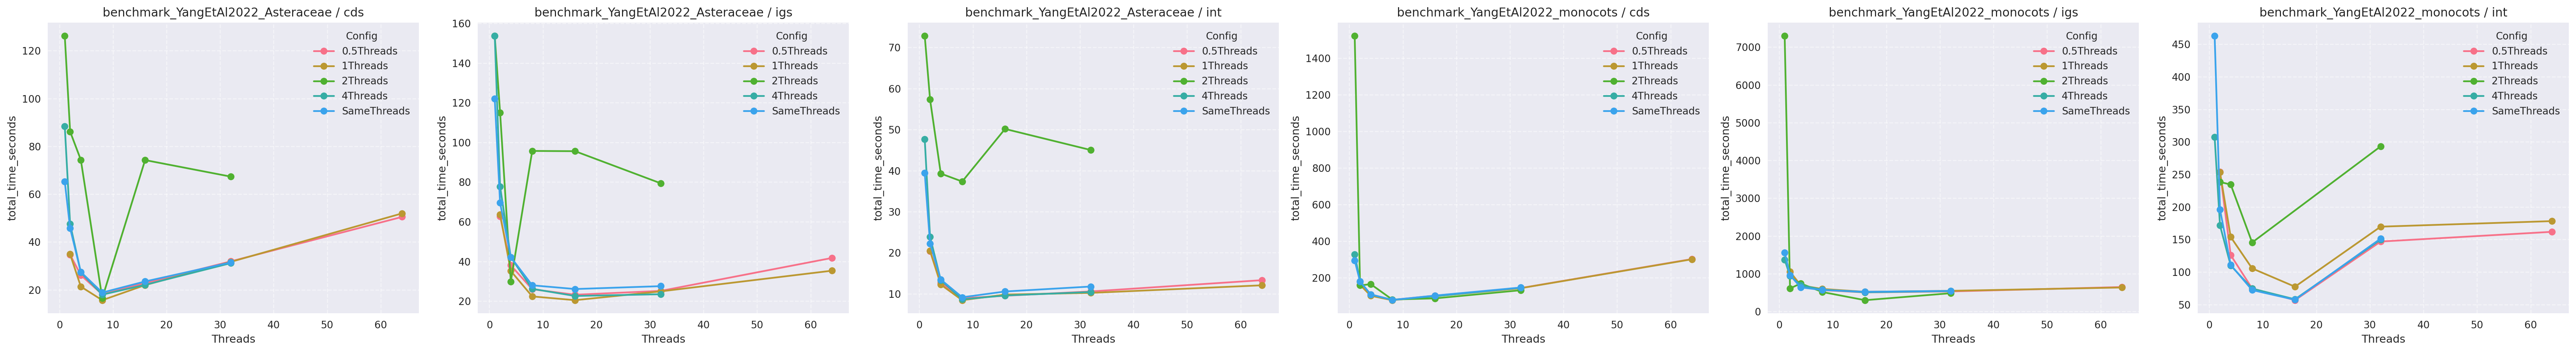 benchmark_YangEtAl2022_Asteraceae / cds
total_time_seconds
120
100
80
60
40
20
0 10 20 30 40 50 60
Threads
Config
0.5Threads
1Threads
2Threads
4Threads
SameThreads
benchmark_YangEtAl2022_Asteraceae / igs
total_time_seconds
160
140
120
100
80
60
40
20
0 10 20 30 40 50 60
Threads
Config
0.5Threads
1Threads
2Threads
4Threads
SameThreads
benchmark_YangEtAl2022_Asteraceae / int
total_time_seconds
70
60
50
40
30
20
10
0 10 20 30 40 50 60
Threads
Config
0.5Threads
1Threads
2Threads
4Threads
SameThreads
benchmark_YangEtAl2022_monocots / cds
total_time_seconds
1400
1200
1000
800
600
400
200
0 10 20 30 40 50 60
Threads
Config
0.5Threads
1Threads
2Threads
4Threads
SameThreads
benchmark_YangEtAl2022_monocots / igs
total_time_seconds
7000
6000
5000
4000
3000
2000
1000
0
0 10 20 30 40 50 60
Threads
Config
0.5Threads
1Threads
2Threads
4Threads
SameThreads
benchmark_YangEtAl2022_monocots / int
total_time_seconds
450
400
350
300
250
200
150
100
50
0 10 20 30 40 50 60
Threads
Config
0.5Threads
1Threads
2Threads
4Threads
SameThreads